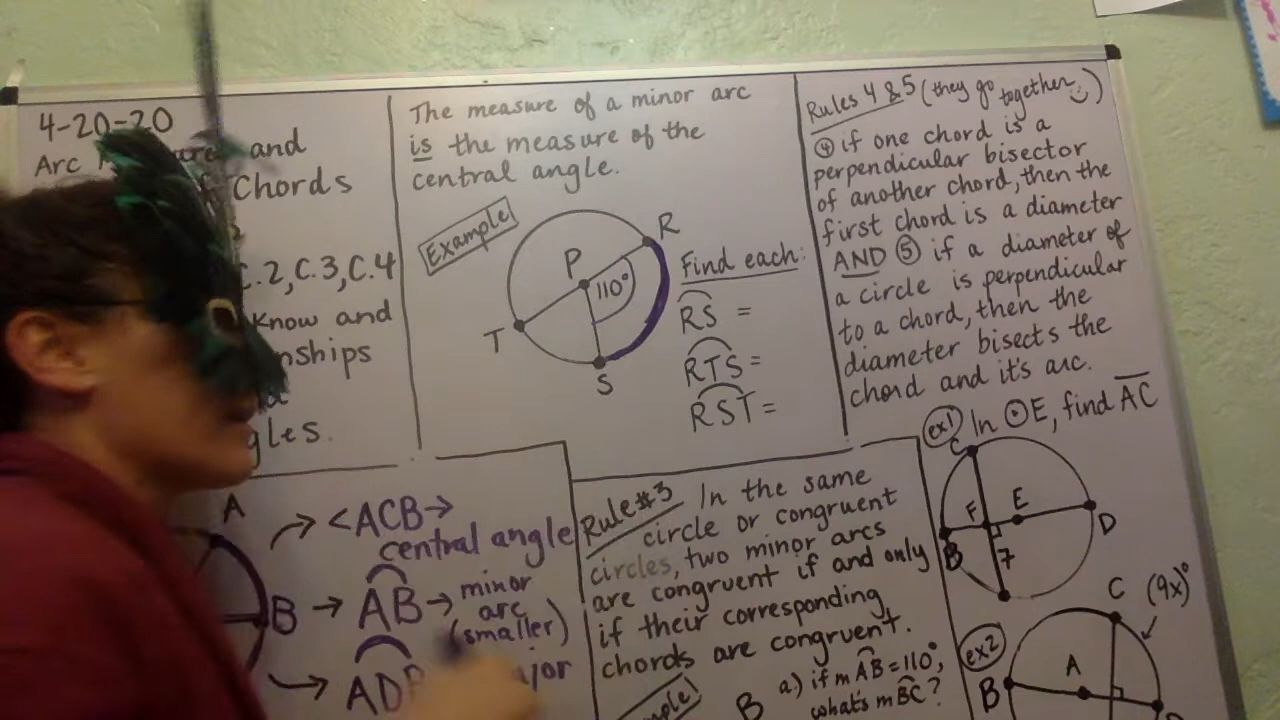 4-20-20
Arc and
Chords
C.2, C.3, C.4
Know and
gles.
The measure of a minor arc
is the measure of the
central angle.
Example
R
P
110°
T
S
Find each:
RS =
RTS =
RST =
Rules 4 & 5 (they go together)
④ if one chord is a
perpendicular bisector
of another chord, then the
first chord is a diameter
AND ⑤ if a diameter of
a circle is perpendicular
to a chord, then the
diameter bisects the
chord and it's arc.
ex1 In ⊙E, find AC
C
F
E
B
D
7
ex2
C
(9x)°
A
B
A
B
<ACB →
central angle
→ AB → minor
arc
(smaller)
Rule #3 In the same
circle or congruent
circles, two minor arcs
are congruent if and only
if their corresponding
chords are congruent.
B
a.) if mAB = 110°,
what's mBC?